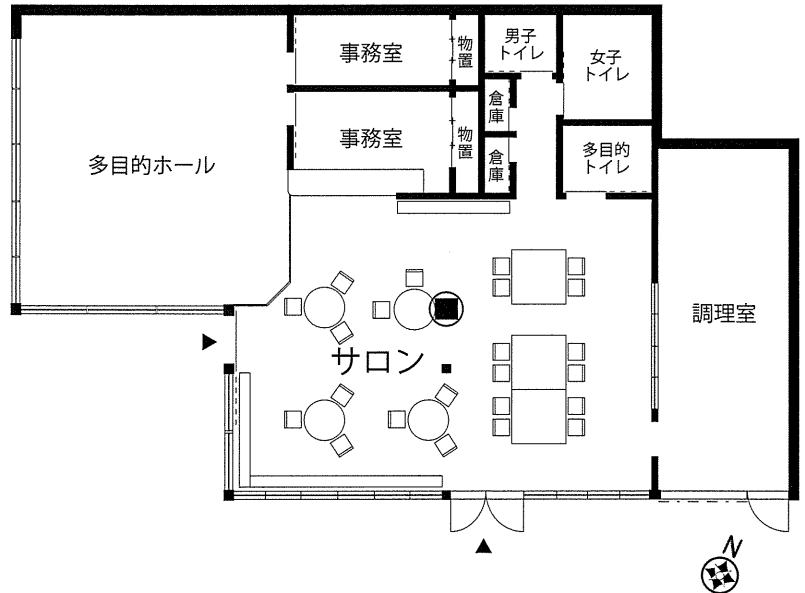 事務室
物置
男子
トイレ
女子
トイレ
倉庫
事務室
物置
倉庫
多目的
トイレ
多目的ホール
調理室
サロン
N